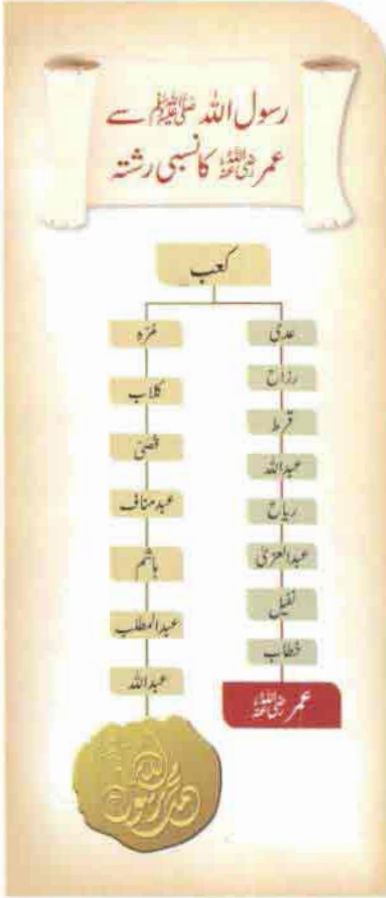 رسول اللہ ﷺ سے
عمر رضی اللہ عنہ کا نسبی رشتہ
کعب
عدی
رزاح
قرط
عبداللہ
ریاح
عبدالعزیٰ
نفیل
خطاب
عمر رضی اللہ عنہ
مُرّہ
کلاب
قصیّ
عبد مناف
ہاشم
عبدالمطلب
عبداللہ
محمد رسول اللہ